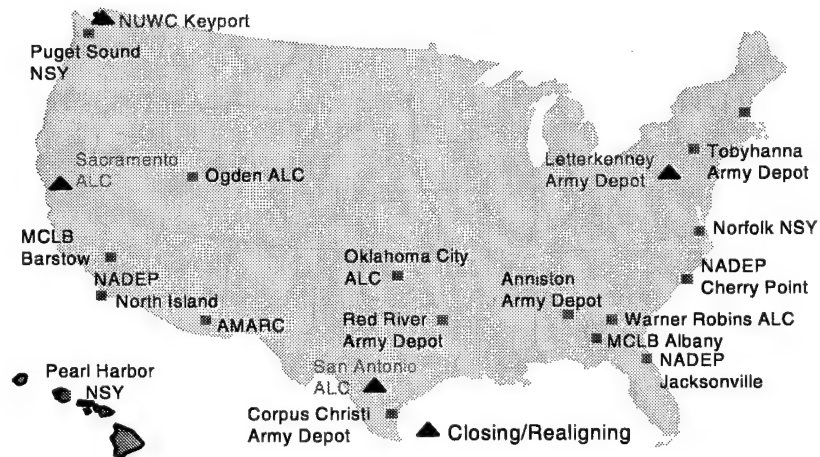 NUWC Keyport
Puget Sound
NSY
Sacramento
ALC
Ogden ALC
Letterkenney
Army Depot
Tobyhanna
Army Depot
Norfolk NSY
MCLB
Barstow
NADEP
North Island
AMARC
Oklahoma City
ALC
Red River
Army Depot
Anniston
Army Depot
NADEP
Cherry Point
Warner Robins ALC
MCLB Albany
NADEP
Jacksonville
San Antonio
ALC
Corpus Christi
Army Depot
Pearl Harbor
NSY
Closing/Realigning